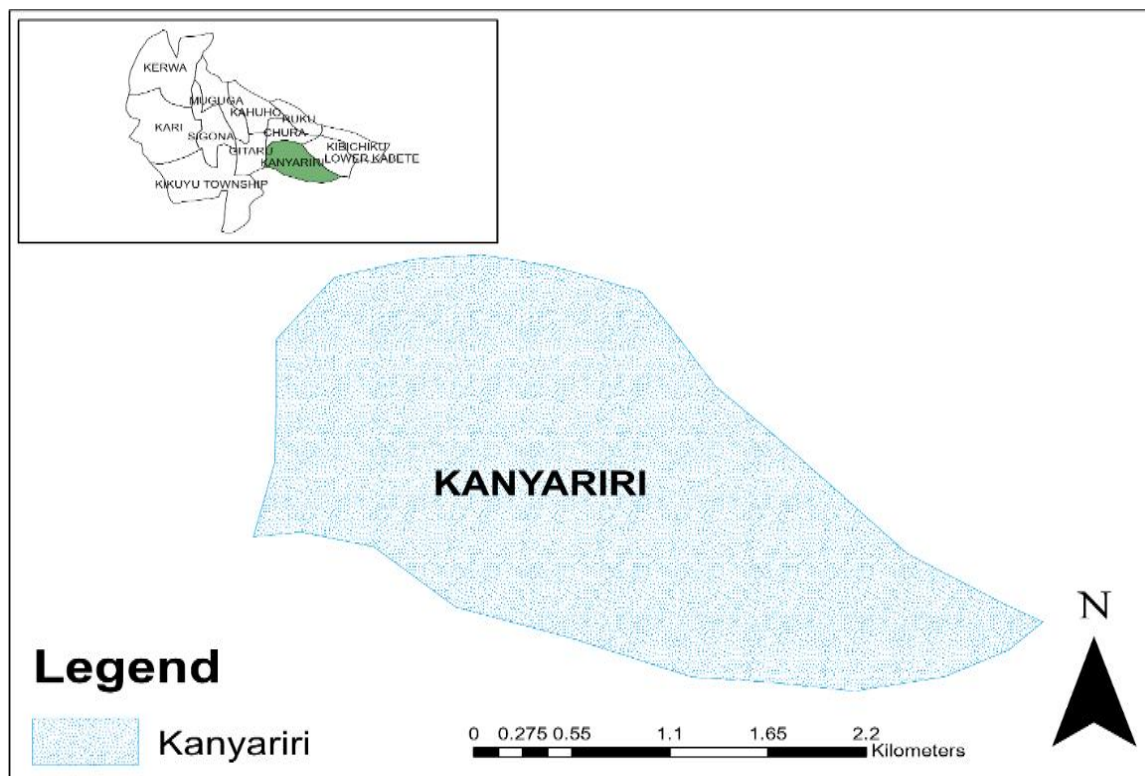 KERWA
MUGUGA
KAHUHO
RUKU
KARI
CHURA
SIGONA
KIBICHIKU
GITARU
LOWER KABETE
KANYARIRI
KIKUYU TOWNSHIP
KANYARIRI
N
Legend
Kanyariri
0 0.275 0.55 1.1 1.65 2.2
Kilometers